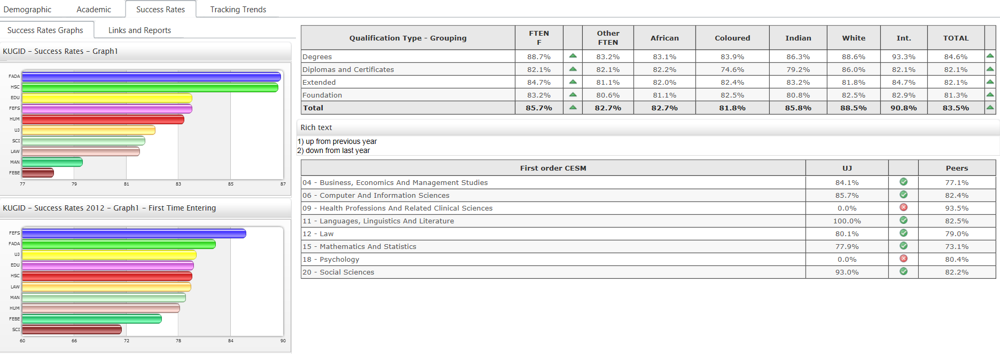 Demographic Academic Success Rates Tracking Trends
Success Rates Graphs Links and Reports
KUGID - Success Rates - Graph1
FADA
HSC
EDU
FEFS
HUM
UJ
SCI
LAW
MAN
FEBE
77 79 81 83 85 87
KUGID - Success Rates 2012 - Graph1 - First Time Entering
FEFS
FADA
UJ
EDU
HSC
LAW
MAN
HUM
FEBE
SCI
60 66 72 78 84 90
Qualification Type - Grouping FTEN F Other FTEN African Coloured Indian White Int. TOTAL
Degrees 88.7% 83.2% 83.1% 83.9% 86.3% 88.6% 93.3% 84.6%
Diplomas and Certificates 82.1% 82.1% 82.2% 74.6% 79.2% 86.0% 82.1% 82.1%
Extended 84.7% 81.1% 82.0% 82.4% 83.2% 81.8% 84.7% 82.1%
Foundation 83.2% 80.6% 81.1% 82.5% 80.8% 82.5% 82.9% 81.3%
Total 85.7% 82.7% 82.7% 81.8% 85.8% 88.5% 90.8% 83.5%
Rich text
1) up from previous year
2) down from last year
First order CESM UJ Peers
04 - Business, Economics And Management Studies 84.1% 77.1%
06 - Computer And Information Sciences 85.7% 82.4%
09 - Health Professions And Related Clinical Sciences 0.0% 93.5%
11 - Languages, Linguistics And Literature 100.0% 82.5%
12 - Law 80.1% 79.0%
15 - Mathematics And Statistics 77.9% 73.1%
18 - Psychology 0.0% 80.4%
20 - Social Sciences 93.0% 82.2%